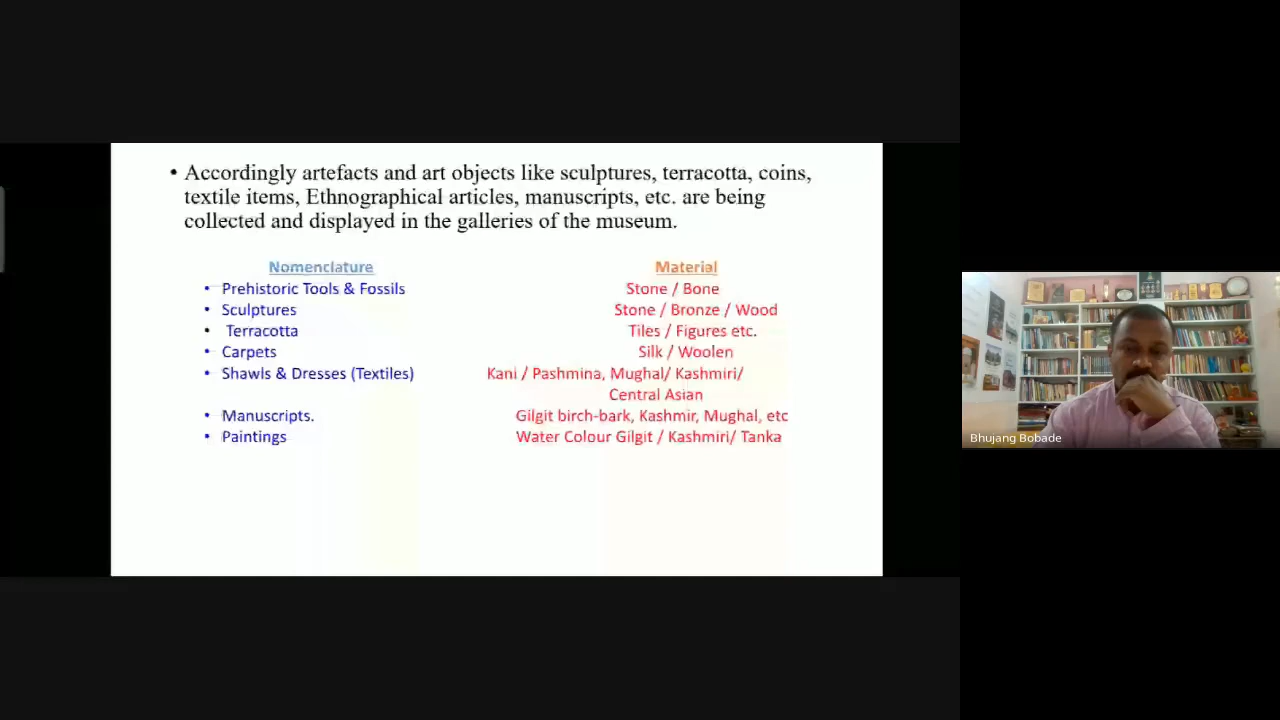 • Accordingly artefacts and art objects like sculptures, terracotta, coins,
textile items, Ethnographical articles, manuscripts, etc. are being
collected and displayed in the galleries of the museum.
Nomenclature Material
• Prehistoric Tools & Fossils Stone / Bone
• Sculptures Stone / Bronze / Wood
• Terracotta Tiles / Figures etc.
• Carpets Silk / Woolen
• Shawls & Dresses (Textiles) Kani / Pashmina, Mughal/ Kashmiri/
Central Asian
• Manuscripts. Gilgit birch-bark, Kashmir, Mughal, etc
• Paintings Water Colour Gilgit / Kashmiri/ Tanka
Bhujang Bobade